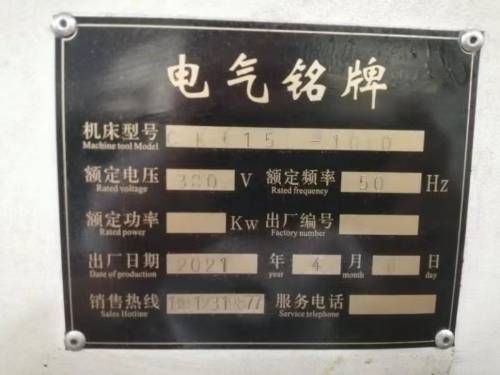 电气铭牌
机床型号
Machine tool Model
额定电压 380 V 额定频率 50 Hz
Rated voltage Rated frequency
额定功率 Kw 出厂编号
Rated power Factory number
出厂日期 2021 年 4 月 日
Date of production year month day
销售热线 服务电话
Sales Hotline Service telephone